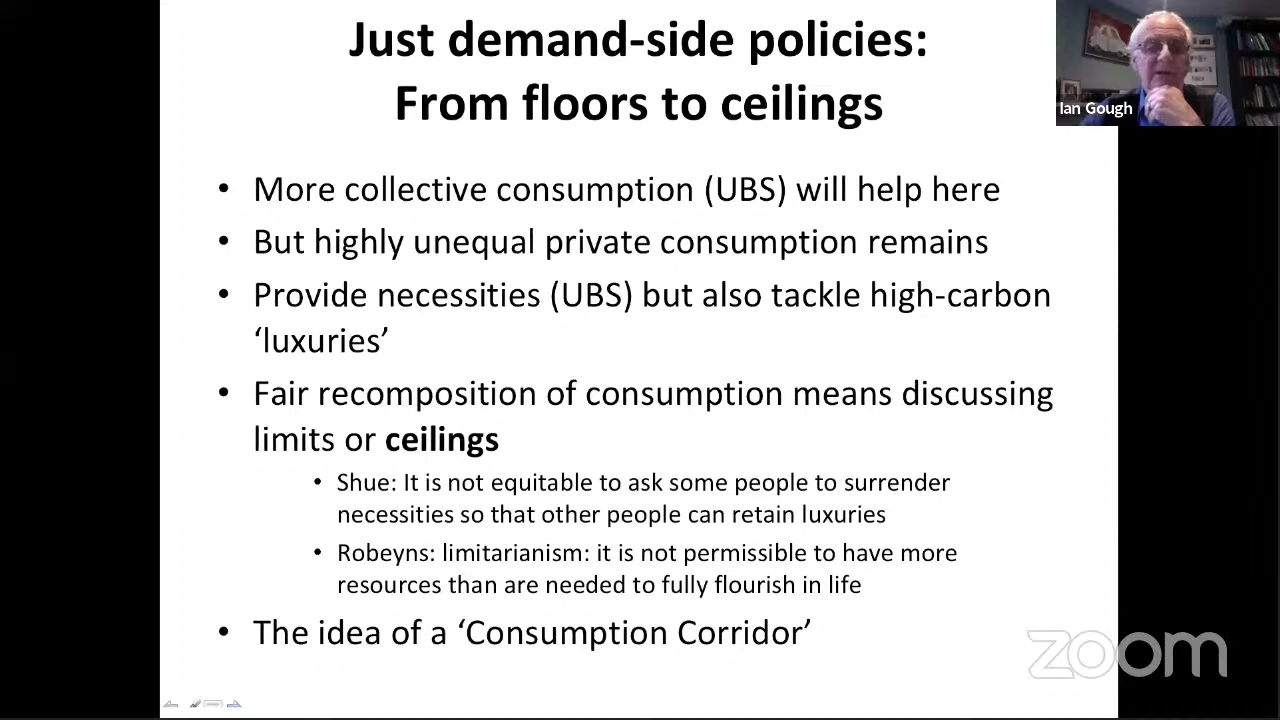 Just demand-side policies:
From floors to ceilings
Ian Gough
• More collective consumption (UBS) will help here
• But highly unequal private consumption remains
• Provide necessities (UBS) but also tackle high-carbon
‘luxuries’
• Fair recomposition of consumption means discussing
limits or ceilings
• Shue: It is not equitable to ask some people to surrender
necessities so that other people can retain luxuries
• Robeyns: limitarianism: it is not permissible to have more
resources than are needed to fully flourish in life
• The idea of a ‘Consumption Corridor’
zoom